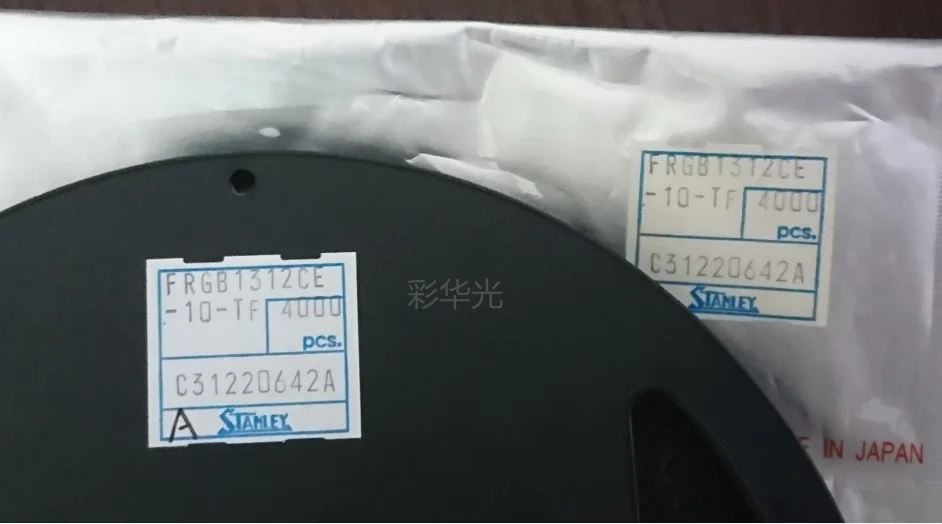 FRGB1312CE
-10-TF 4000
pcs.
C31220642A
STANLEY
彩华光
FRGB1312CE
-10-TF 4000
pcs.
C31220642A
A STANLEY
E IN JAPAN